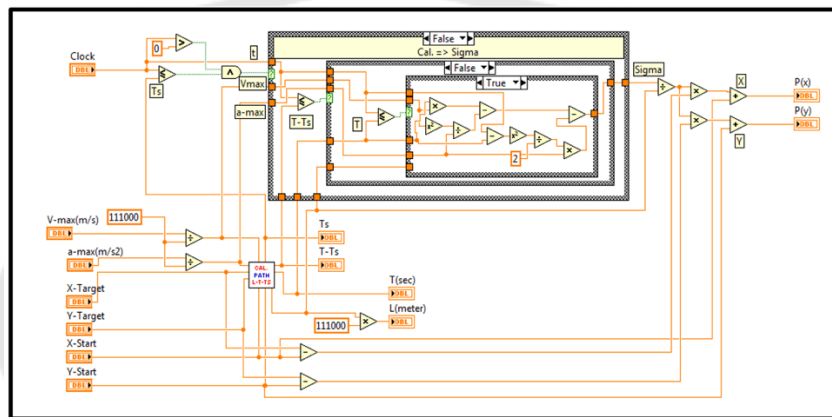 False
Cal. => Sigma
Clock
DBL
0
Ts
t
Vmax
a-max
False
T-Ts
T
True
x²
x²
2
Sigma
X
P(x)
DBL
P(y)
DBL
Y
V-max(m/s)
DBL
111000
a-max(m/s2)
DBL
X-Target
DBL
Y-Target
DBL
X-Start
DBL
Y-Start
DBL
CAL.
PATH
L-T-TS
Ts
DBL
T-Ts
DBL
T(sec)
DBL
L(meter)
DBL
111000